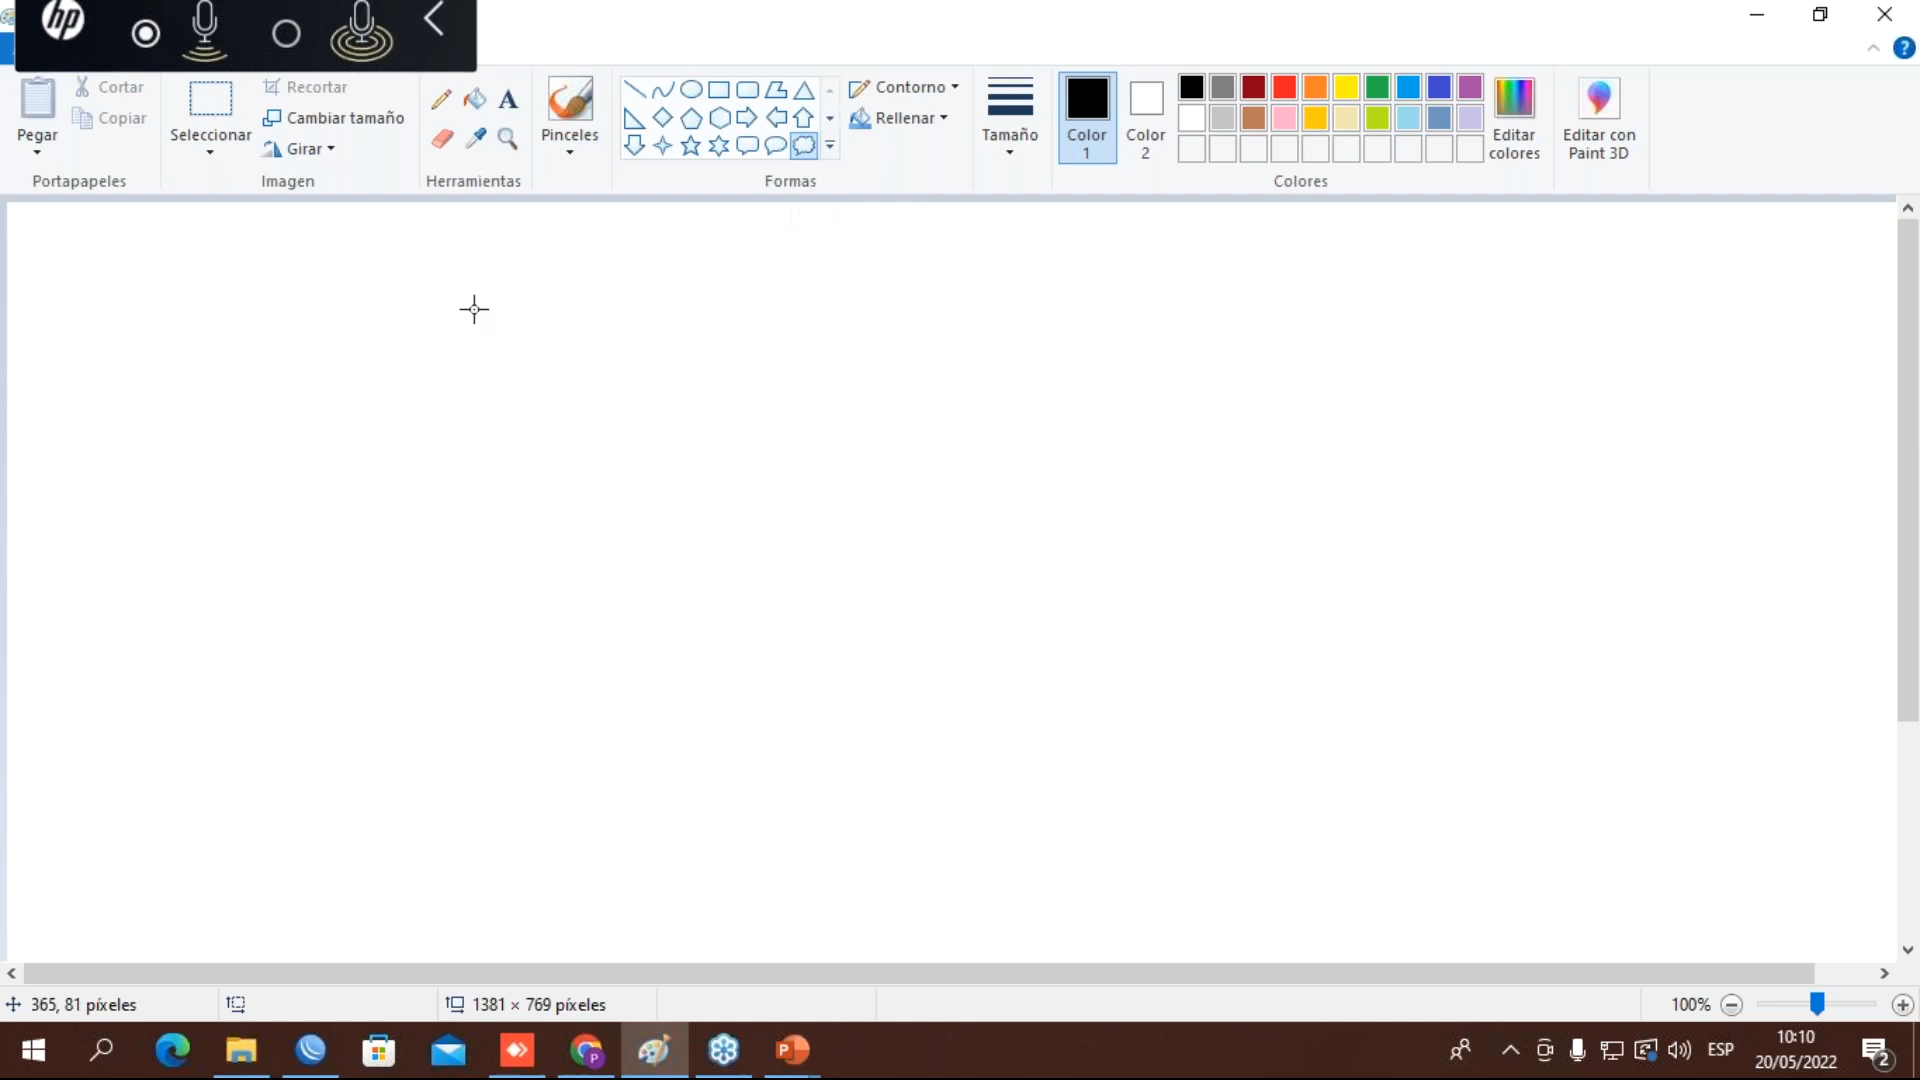 hp
Pegar
Cortar
Copiar
Portapapeles
Seleccionar
Recortar
Cambiar tamaño
Girar
Imagen
A
Herramientas
Pinceles
Formas
Contorno
Rellenar
Tamaño
Color
1
Color
2
Colores
Editar
colores
Editar con
Paint 3D
?
365, 81 píxeles
1381 × 769 píxeles
100%
P
P
ESP
10:10
20/05/2022
2